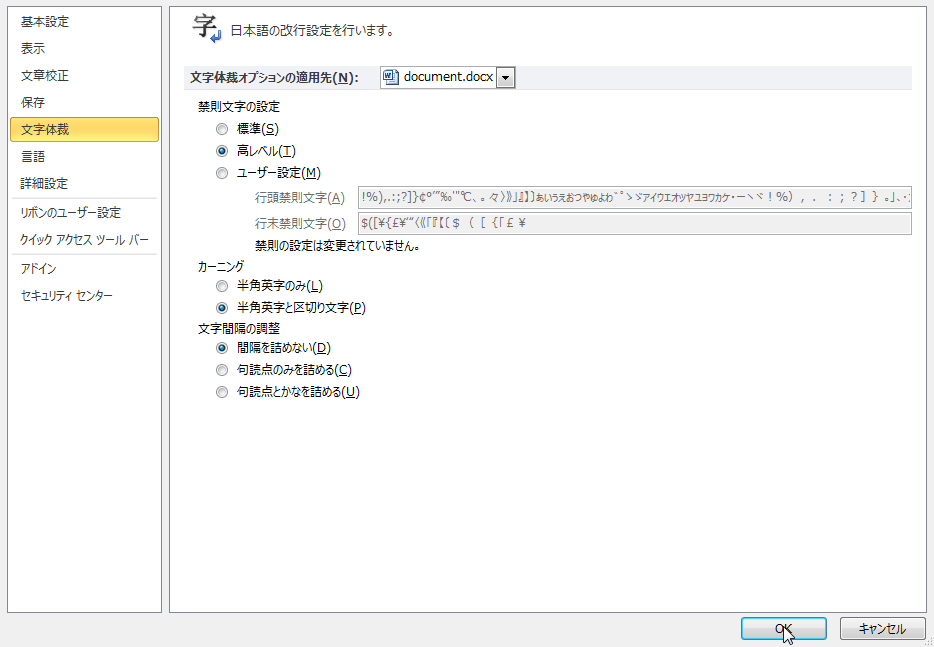 基本設定
表示
文章校正
保存
文字体裁
言語
詳細設定
リボンのユーザー設定
クイック アクセス ツール バー
アドイン
セキュリティ センター
字
日本語の改行設定を行います。
文字体裁オプションの適用先(N):
document.docx
禁則文字の設定
標準(S)
高レベル(T)
ユーザー設定(M)
行頭禁則文字(A) !%),.:;?]}¢°’”‰′″℃、。々〉》」』】〕ぁぃぅぇぉっゃゅょゎ゛゜ゝゞァィゥェォッャュョヮヵヶ・ーヽヾ！％），．：；？］｝｡｣､･
行末禁則文字(O) $([¥{£¥‘“〈《「『【〔＄（［｛｢￡￥
禁則の設定は変更されていません。
カーニング
半角英字のみ(L)
半角英字と区切り文字(P)
文字間隔の調整
間隔を詰めない(D)
句読点のみを詰める(C)
句読点とかなを詰める(U)
OK
キャンセル